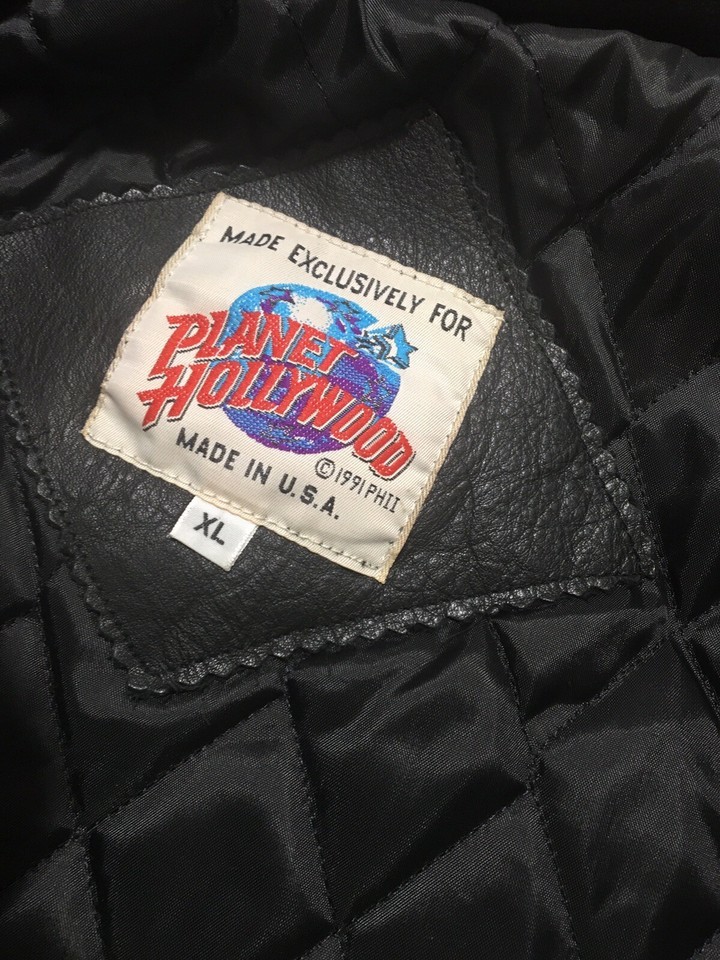 MADE EXCLUSIVELY FOR
PLANET
HOLLYWOOD
©1991 PHII
MADE IN U.S.A.
XL